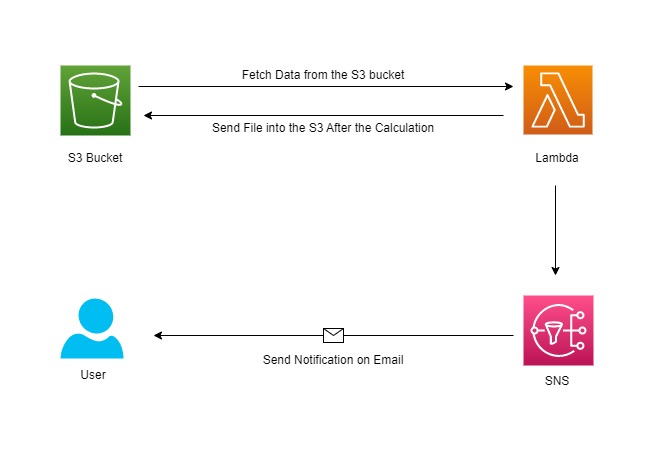 Fetch Data from the S3 bucket
Send File into the S3 After the Calculation
S3 Bucket
Lambda
Send Notification on Email
User
SNS